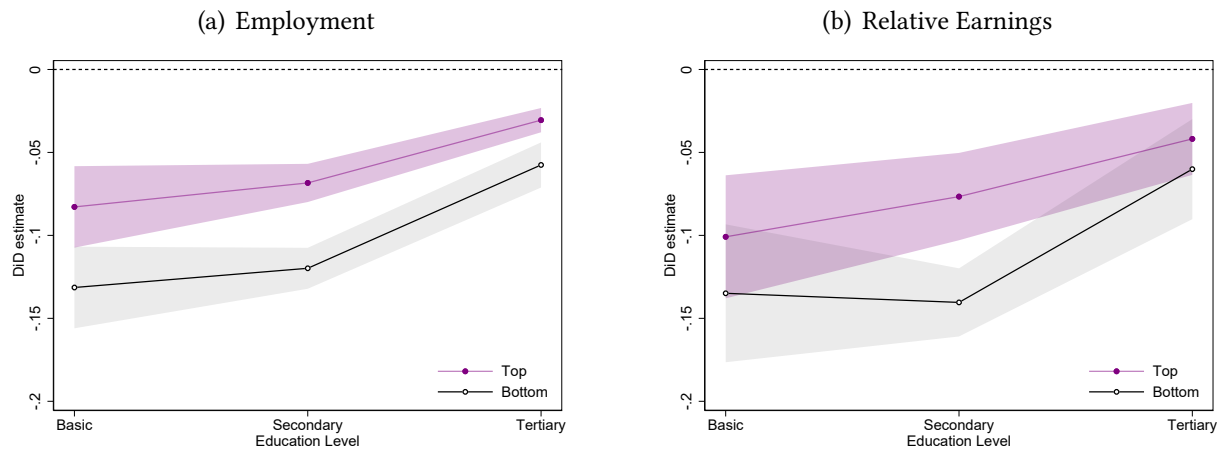 (a) Employment
0
-.05
-.1
-.15
-.2
DiD estimate
Top
Bottom
Basic
Secondary
Tertiary
Education Level
(b) Relative Earnings
0
-.05
-.1
-.15
-.2
DiD estimate
Top
Bottom
Basic
Secondary
Tertiary
Education Level